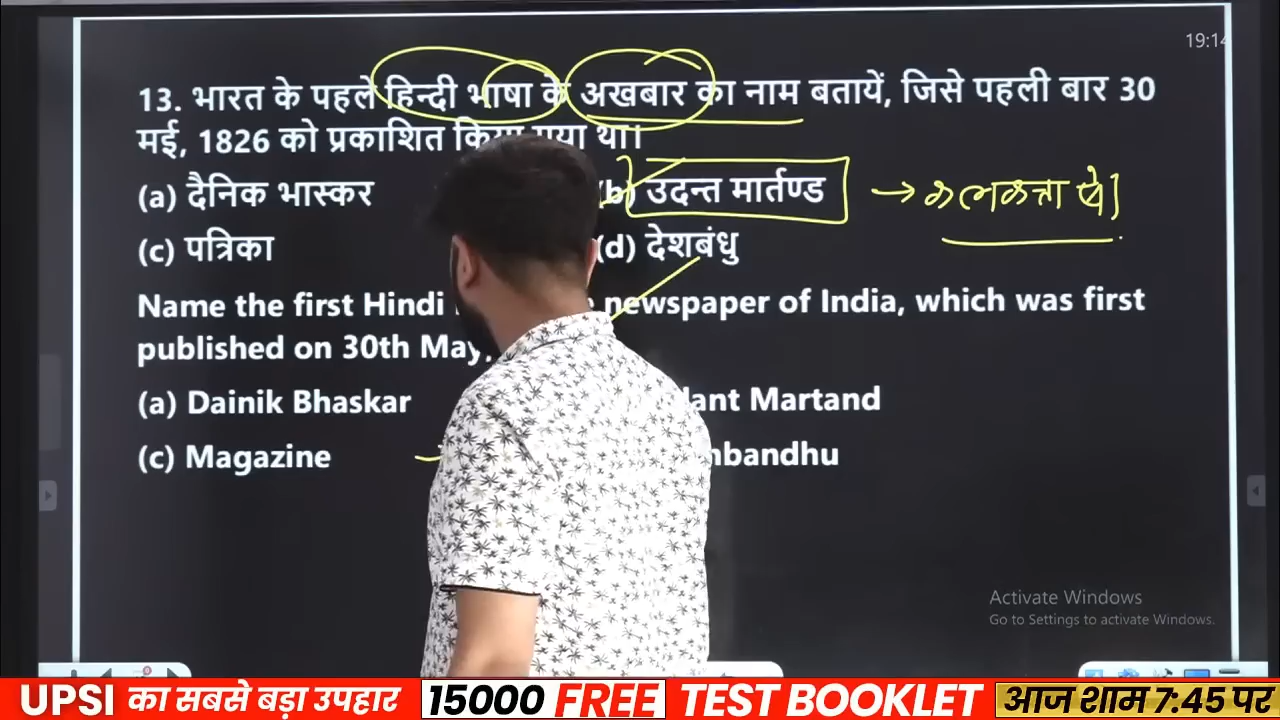 19:14
13. भारत के पहले हिन्दी भाषा के अखबार का नाम बतायें, जिसे पहली बार 30
मई, 1826 को प्रकाशित किया गया था।
(a) दैनिक भास्कर (b) उदन्त मार्तण्ड → कलकत्ता से।
(c) पत्रिका (d) देशबंधु
Name the first Hindi newspaper of India, which was first
published on 30th May,
(a) Dainik Bhaskar Martand
(c) Magazine
Activate Windows
Go to Settings to activate Windows.
UPSI का सबसे बड़ा उपहार 15000 FREE TEST BOOKLET आज शाम 7:45 पर